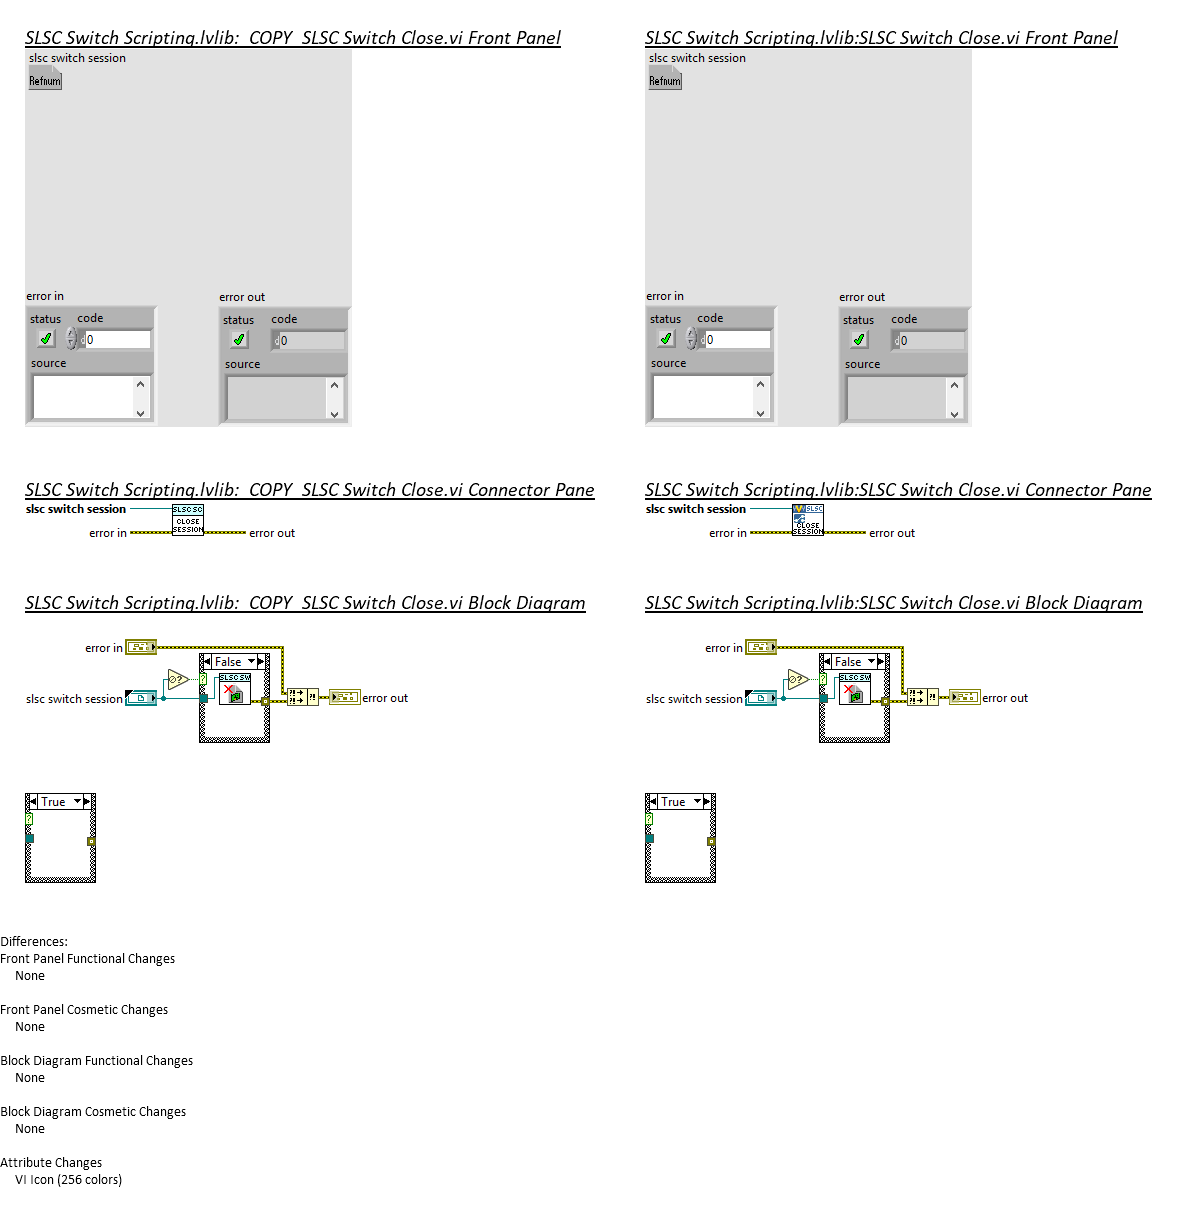 SLSC Switch Scripting.lvlib:_COPY_SLSC Switch Close.vi Front Panel
slsc switch session
Refnum
error in
error out
status code
0
source
status code
0
source
SLSC Switch Scripting.lvlib:SLSC Switch Close.vi Front Panel
slsc switch session
Refnum
error in
error out
status code
0
source
status code
0
source
SLSC Switch Scripting.lvlib:_COPY_SLSC Switch Close.vi Connector Pane
slsc switch session
SLSC SC
CLOSE
SESSION
error in
error out
SLSC Switch Scripting.lvlib:SLSC Switch Close.vi Connector Pane
slsc switch session
SLSC
CLOSE
SESSION
error in
error out
SLSC Switch Scripting.lvlib:_COPY_SLSC Switch Close.vi Block Diagram
error in
False
?
SLSC SW
slsc switch session
error out
True
?
SLSC Switch Scripting.lvlib:SLSC Switch Close.vi Block Diagram
error in
False
?
SLSC SW
slsc switch session
error out
True
?
Differences:
Front Panel Functional Changes
None
Front Panel Cosmetic Changes
None
Block Diagram Functional Changes
None
Block Diagram Cosmetic Changes
None
Attribute Changes
VI Icon (256 colors)